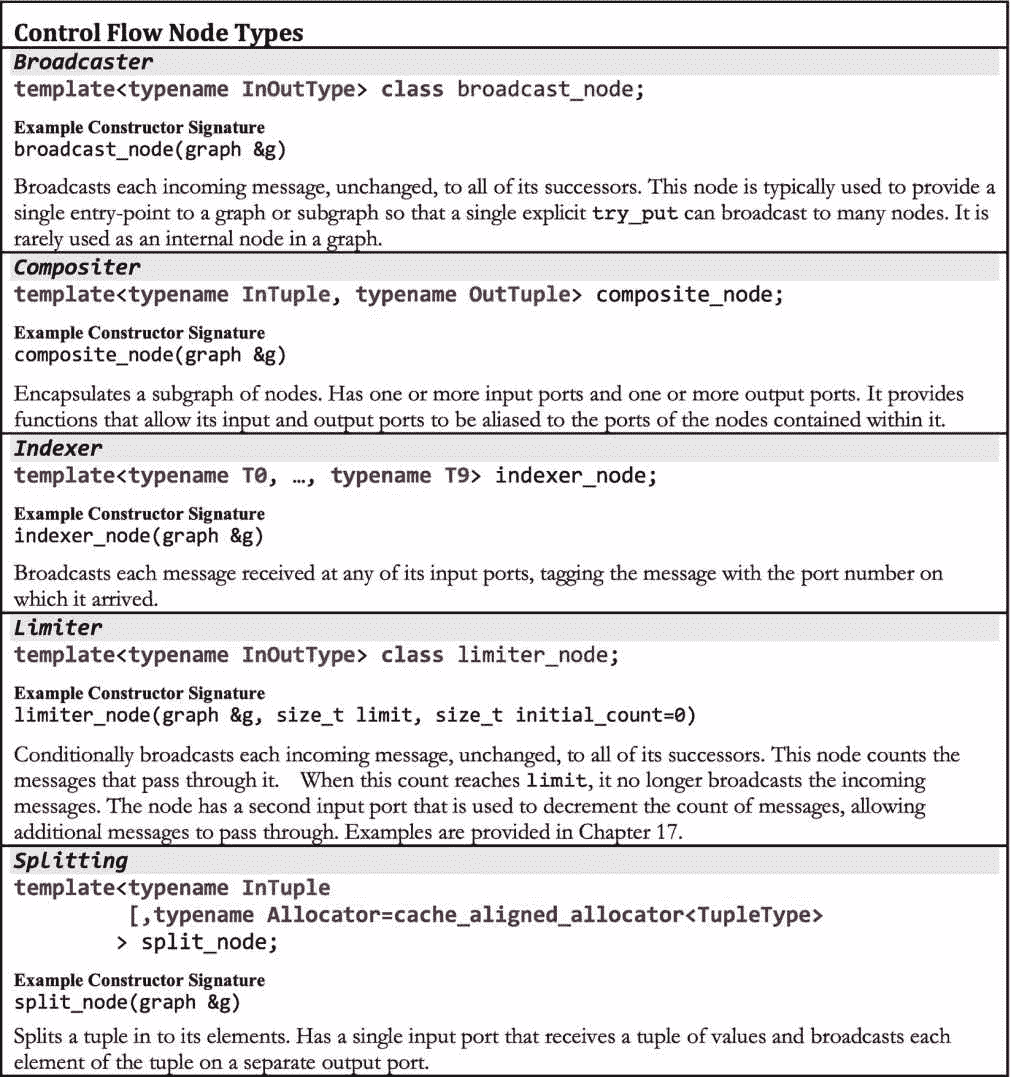 Control Flow Node Types
Broadcaster
template<typename InOutType> class broadcast_node;
Example Constructor Signature
broadcast_node(graph &g)
Broadcasts each incoming message, unchanged, to all of its successors. This node is typically used to provide a
single entry-point to a graph or subgraph so that a single explicit try_put can broadcast to many nodes. It is
rarely used as an internal node in a graph.
Compositer
template<typename InTuple, typename OutTuple> composite_node;
Example Constructor Signature
composite_node(graph &g)
Encapsulates a subgraph of nodes. Has one or more input ports and one or more output ports. It provides
functions that allow its input and output ports to be aliased to the ports of the nodes contained within it.
Indexer
template<typename T0, …, typename T9> indexer_node;
Example Constructor Signature
indexer_node(graph &g)
Broadcasts each message received at any of its input ports, tagging the message with the port number on
which it arrived.
Limiter
template<typename InOutType> class limiter_node;
Example Constructor Signature
limiter_node(graph &g, size_t limit, size_t initial_count=0)
Conditionally broadcasts each incoming message, unchanged, to all of its successors. This node counts the
messages that pass through it. When this count reaches limit, it no longer broadcasts the incoming
messages. The node has a second input port that is used to decrement the count of messages, allowing
additional messages to pass through. Examples are provided in Chapter 17.
Splitting
template<typename InTuple
[,typename Allocator=cache_aligned_allocator<TupleType>
> split_node;
Example Constructor Signature
split_node(graph &g)
Splits a tuple in to its elements. Has a single input port that receives a tuple of values and broadcasts each
element of the tuple on a separate output port.